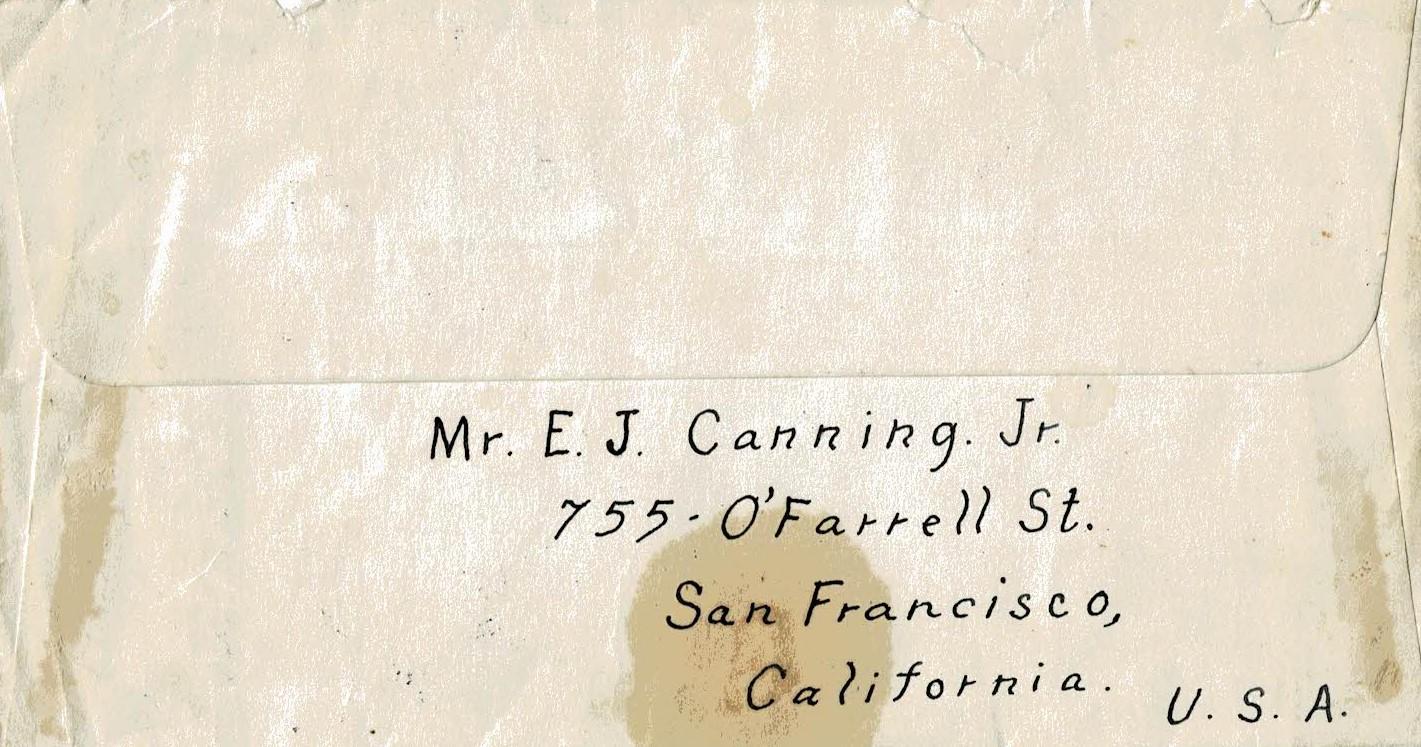 Mr. E. J. Canning. Jr.
755 - O'Farrell St.
San Francisco,
California.
U. S. A.